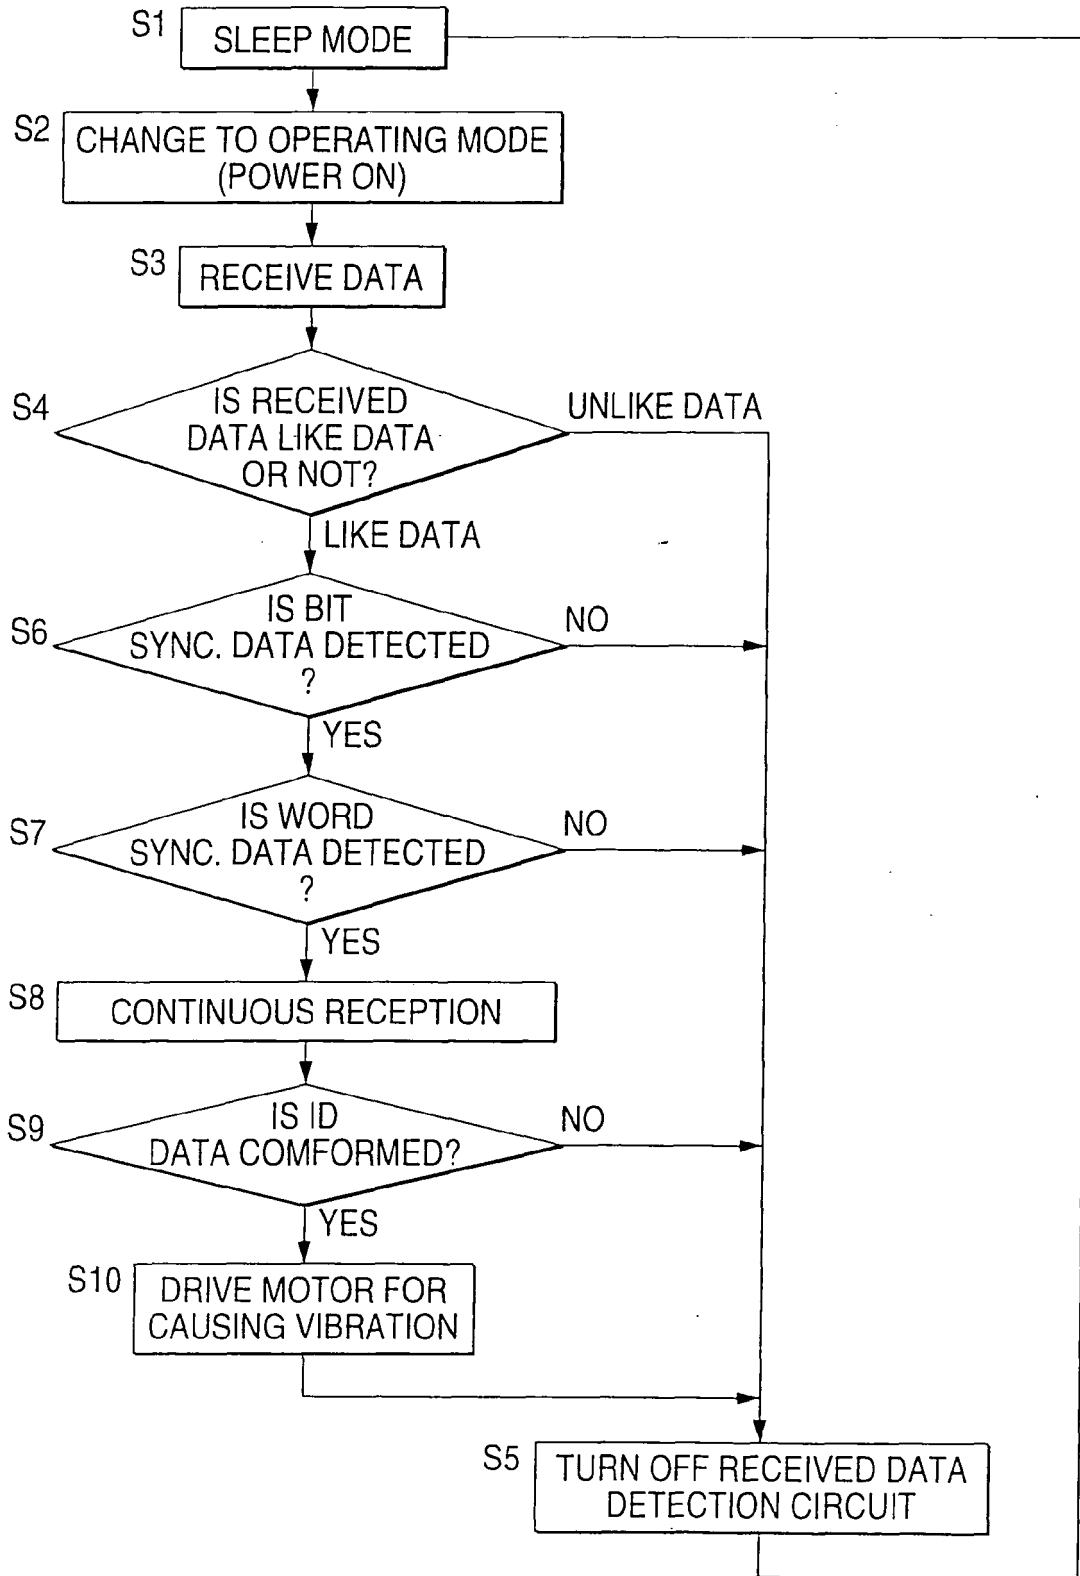 S1
SLEEP MODE
S2
CHANGE TO OPERATING MODE
(POWER ON)
S3
RECEIVE DATA
S4
IS RECEIVED
DATA LIKE DATA
OR NOT?
UNLIKE DATA
LIKE DATA
S6
IS BIT
SYNC. DATA DETECTED
?
NO
YES
S7
IS WORD
SYNC. DATA DETECTED
?
NO
YES
S8
CONTINUOUS RECEPTION
S9
IS ID
DATA COMFORMED?
NO
YES
S10
DRIVE MOTOR FOR
CAUSING VIBRATION
S5
TURN OFF RECEIVED DATA
DETECTION CIRCUIT